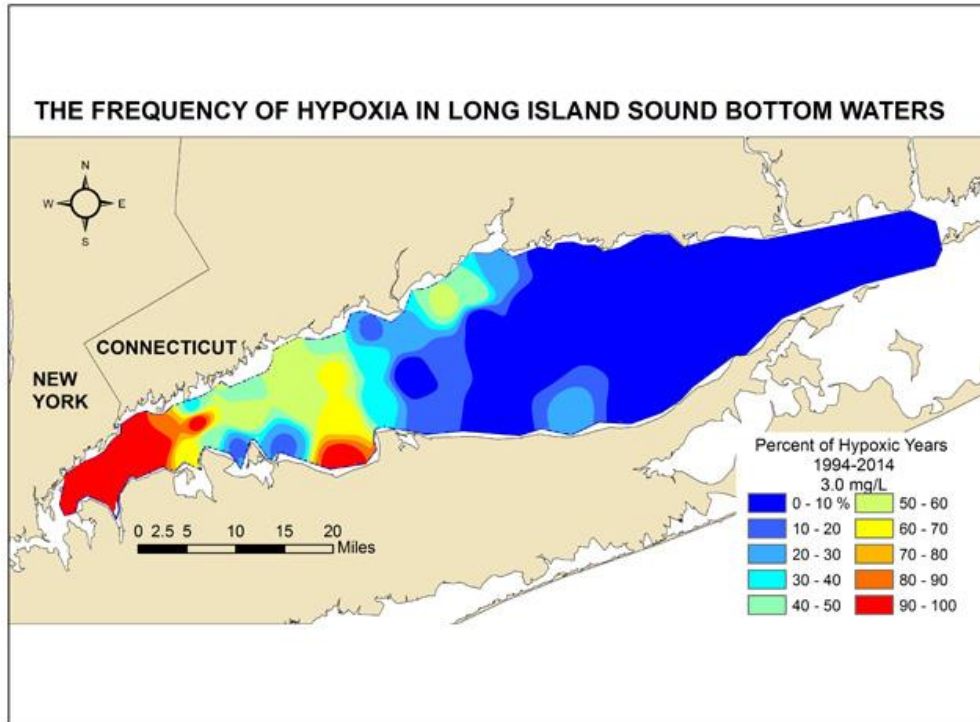 THE FREQUENCY OF HYPOXIA IN LONG ISLAND SOUND BOTTOM WATERS
N
W E
S
CONNECTICUT
NEW
YORK
0 2.5 5 10 15 20
Miles
Percent of Hypoxic Years
1994-2014
3.0 mg/L
0 - 10 % 50 - 60
10 - 20 60 - 70
20 - 30 70 - 80
30 - 40 80 - 90
40 - 50 90 - 100